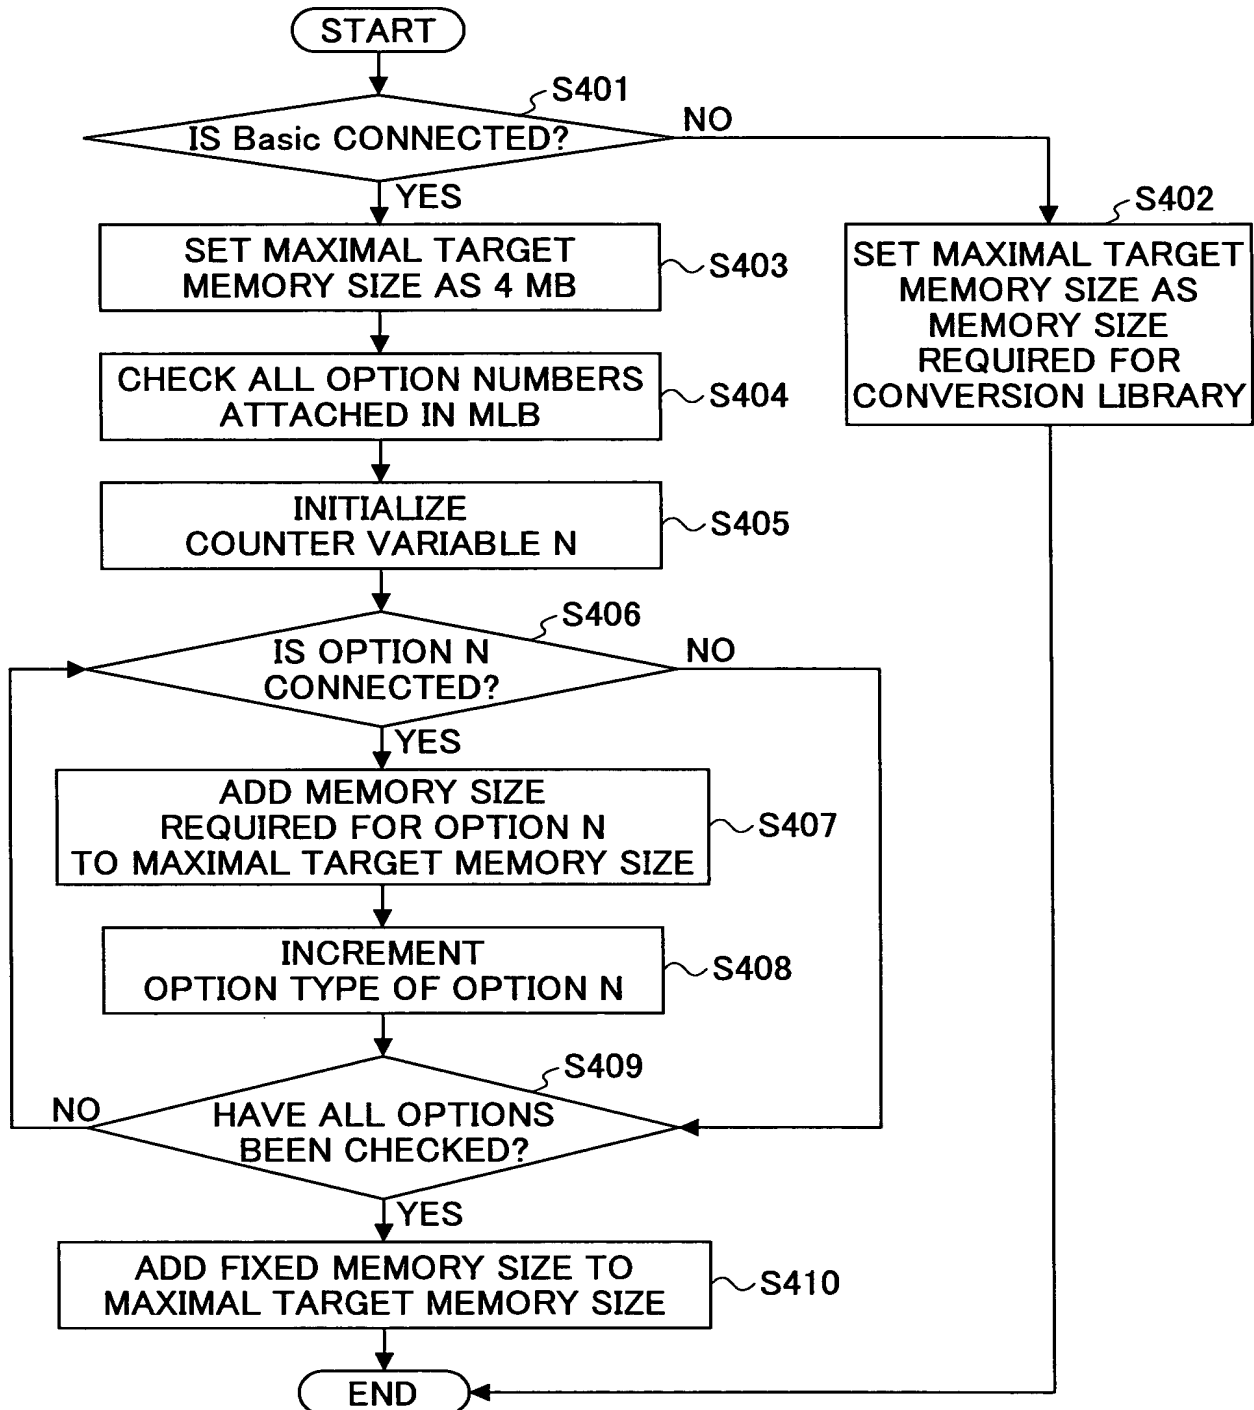 START
S401
IS Basic CONNECTED?
NO
YES
S402
SET MAXIMAL TARGET
MEMORY SIZE AS 4 MB
S403
SET MAXIMAL TARGET
MEMORY SIZE AS
MEMORY SIZE
REQUIRED FOR
CONVERSION LIBRARY
CHECK ALL OPTION NUMBERS
ATTACHED IN MLB
S404
INITIALIZE
COUNTER VARIABLE N
S405
S406
IS OPTION N
CONNECTED?
NO
YES
ADD MEMORY SIZE
REQUIRED FOR OPTION N
TO MAXIMAL TARGET MEMORY SIZE
S407
INCREMENT
OPTION TYPE OF OPTION N
S408
S409
NO
HAVE ALL OPTIONS
BEEN CHECKED?
YES
ADD FIXED MEMORY SIZE TO
MAXIMAL TARGET MEMORY SIZE
S410
END